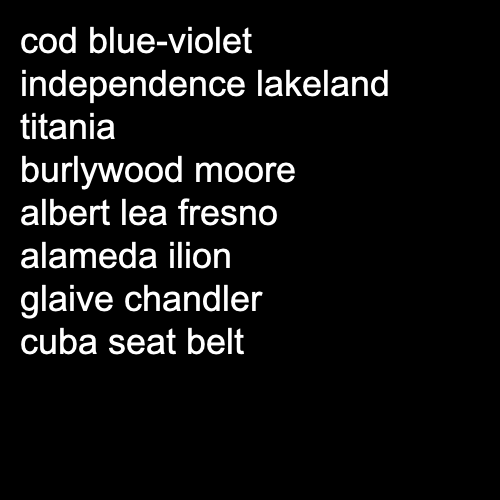 cod blue-violet
independence lakeland
titania
burlywood moore
albert lea fresno
alameda ilion
glaive chandler
cuba seat belt